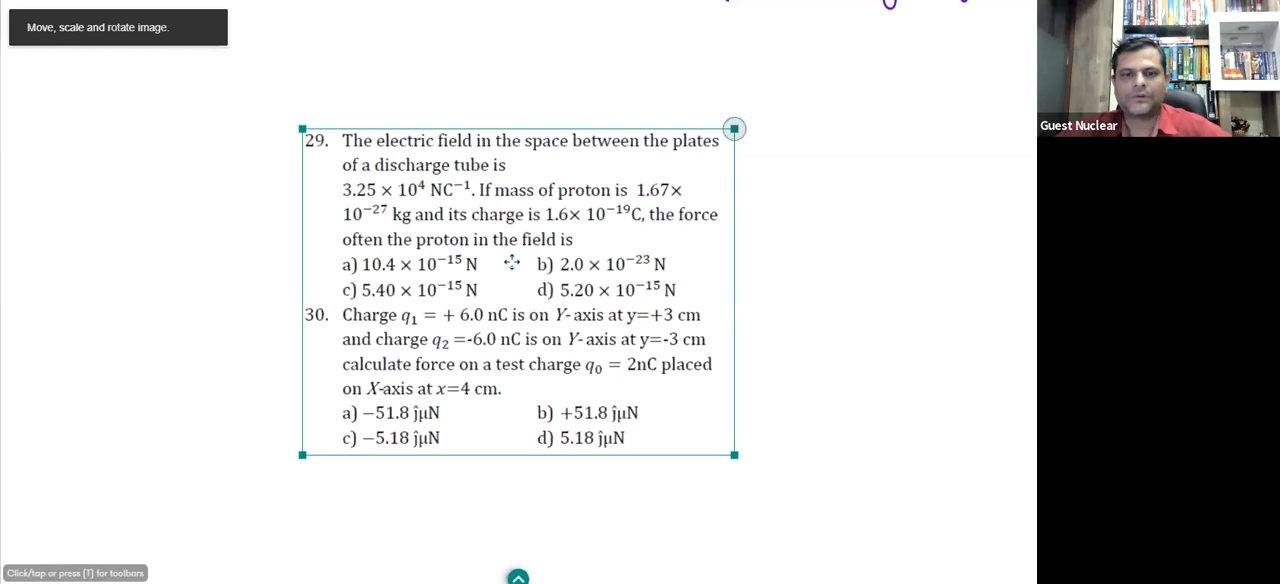 Move, scale and rotate image.
Guest Nuclear
29. The electric field in the space between the plates
of a discharge tube is
3.25 × 10⁴ NC⁻¹. If mass of proton is 1.67×
10⁻²⁷ kg and its charge is 1.6× 10⁻¹⁹C, the force
often the proton in the field is
a) 10.4 × 10⁻¹⁵ N b) 2.0 × 10⁻²³ N
c) 5.40 × 10⁻¹⁵ N d) 5.20 × 10⁻¹⁵ N
30. Charge q₁ = + 6.0 nC is on Y-axis at y=+3 cm
and charge q₂ =-6.0 nC is on Y-axis at y=-3 cm
calculate force on a test charge q₀ = 2nC placed
on X-axis at x=4 cm.
a) −51.8 ĵµN b) +51.8 ĵµN
c) −5.18 ĵµN d) 5.18 ĵµN
Click/tap or press [T] for toolbars